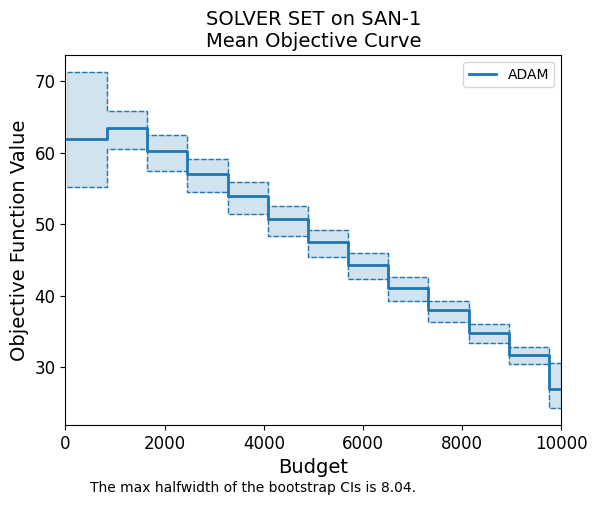 SOLVER SET on SAN-1
Mean Objective Curve
ADAM
Objective Function Value
70
60
50
40
30
0 2000 4000 6000 8000 10000
Budget
The max halfwidth of the bootstrap CIs is 8.04.